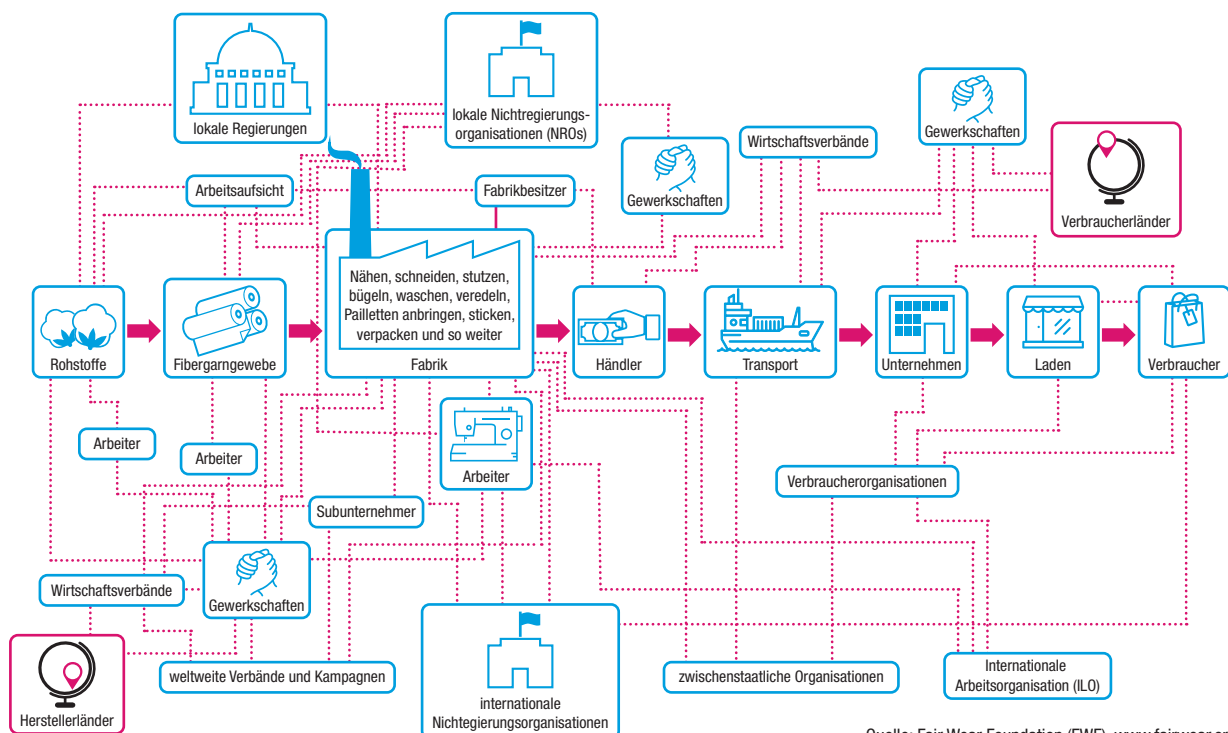 lokale Regierungen
lokale Nichtregierungs-
organisationen (NROs)
Gewerkschaften
Wirtschaftsverbände
Gewerkschaften
Verbraucherländer
Arbeitsaufsicht
Fabrikbesitzer
Nähen, schneiden, stutzen,
bügeln, waschen, veredeln,
Pailletten anbringen, sticken,
verpacken und so weiter
Rohstoffe
Fibergarngewebe
Fabrik
Händler
Transport
Unternehmen
Laden
Verbraucher
Arbeiter
Arbeiter
Arbeiter
Verbraucherorganisationen
Subunternehmer
Wirtschaftsverbände
Gewerkschaften
Herstellerländer
weltweite Verbände und Kampagnen
internationale
Nichtegierungsorganisationen
zwischenstaatliche Organisationen
Internationale
Arbeitsorganisation (ILO)